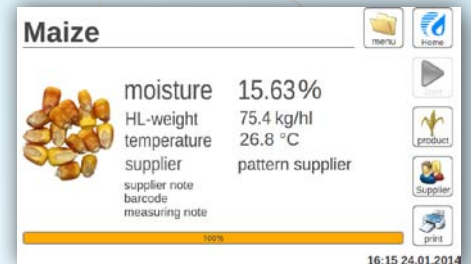 Maize
menu
Home
moisture 15.63%
Start
HL-weight 75.4 kg/hl
temperature 26.8 °C
product
supplier pattern supplier
supplier note
barcode
measuring note
Supplier
100%
print
16:15 24.01.2014